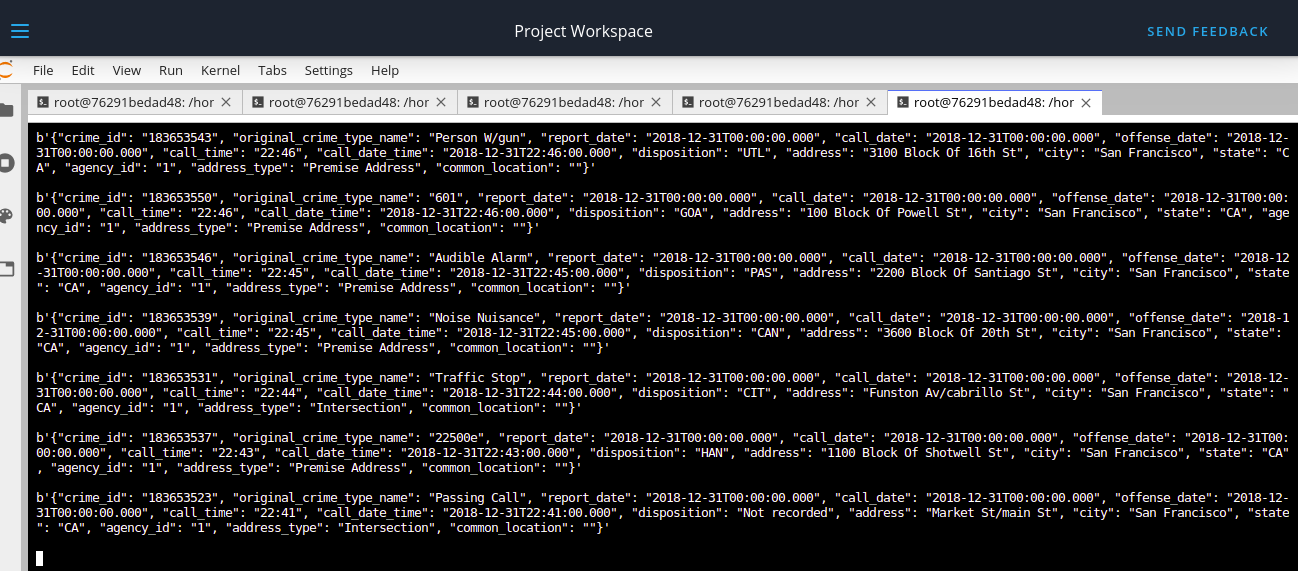 Project Workspace
SEND FEEDBACK
File Edit View Run Kernel Tabs Settings Help
root@76291bedad48: /hor root@76291bedad48: /hor root@76291bedad48: /hor root@76291bedad48: /hor root@76291bedad48: /hor
b'{"crime_id": "183653543", "original_crime_type_name": "Person W/gun", "report_date": "2018-12-31T00:00:00.000", "call_date": "2018-12-31T00:00:00.000", "offense_date": "2018-12-
31T00:00:00.000", "call_time": "22:46", "call_date_time": "2018-12-31T22:46:00.000", "disposition": "UTL", "address": "3100 Block Of 16th St", "city": "San Francisco", "state": "C
A", "agency_id": "1", "address_type": "Premise Address", "common_location": ""}'
b'{"crime_id": "183653550", "original_crime_type_name": "601", "report_date": "2018-12-31T00:00:00.000", "call_date": "2018-12-31T00:00:00.000", "offense_date": "2018-12-31T00:00:
00.000", "call_time": "22:46", "call_date_time": "2018-12-31T22:46:00.000", "disposition": "GOA", "address": "100 Block Of Powell St", "city": "San Francisco", "state": "CA", "age
ncy_id": "1", "address_type": "Premise Address", "common_location": ""}'
b'{"crime_id": "183653546", "original_crime_type_name": "Audible Alarm", "report_date": "2018-12-31T00:00:00.000", "call_date": "2018-12-31T00:00:00.000", "offense_date": "2018-12
-31T00:00:00.000", "call_time": "22:45", "call_date_time": "2018-12-31T22:45:00.000", "disposition": "PAS", "address": "2200 Block Of Santiago St", "city": "San Francisco", "state
": "CA", "agency_id": "1", "address_type": "Premise Address", "common_location": ""}'
b'{"crime_id": "183653539", "original_crime_type_name": "Noise Nuisance", "report_date": "2018-12-31T00:00:00.000", "call_date": "2018-12-31T00:00:00.000", "offense_date": "2018-1
2-31T00:00:00.000", "call_time": "22:45", "call_date_time": "2018-12-31T22:45:00.000", "disposition": "CAN", "address": "3600 Block Of 20th St", "city": "San Francisco", "state":
"CA", "agency_id": "1", "address_type": "Premise Address", "common_location": ""}'
b'{"crime_id": "183653531", "original_crime_type_name": "Traffic Stop", "report_date": "2018-12-31T00:00:00.000", "call_date": "2018-12-31T00:00:00.000", "offense_date": "2018-12-
31T00:00:00.000", "call_time": "22:44", "call_date_time": "2018-12-31T22:44:00.000", "disposition": "CIT", "address": "Funston Av/cabrillo St", "city": "San Francisco", "state": "
CA", "agency_id": "1", "address_type": "Intersection", "common_location": ""}'
b'{"crime_id": "183653537", "original_crime_type_name": "22500e", "report_date": "2018-12-31T00:00:00.000", "call_date": "2018-12-31T00:00:00.000", "offense_date": "2018-12-31T00:
00:00.000", "call_time": "22:43", "call_date_time": "2018-12-31T22:43:00.000", "disposition": "HAN", "address": "1100 Block Of Shotwell St", "city": "San Francisco", "state": "CA"
, "agency_id": "1", "address_type": "Premise Address", "common_location": ""}'
b'{"crime_id": "183653523", "original_crime_type_name": "Passing Call", "report_date": "2018-12-31T00:00:00.000", "call_date": "2018-12-31T00:00:00.000", "offense_date": "2018-12-
31T00:00:00.000", "call_time": "22:41", "call_date_time": "2018-12-31T22:41:00.000", "disposition": "Not recorded", "address": "Market St/main St", "city": "San Francisco", "state
": "CA", "agency_id": "1", "address_type": "Intersection", "common_location": ""}'